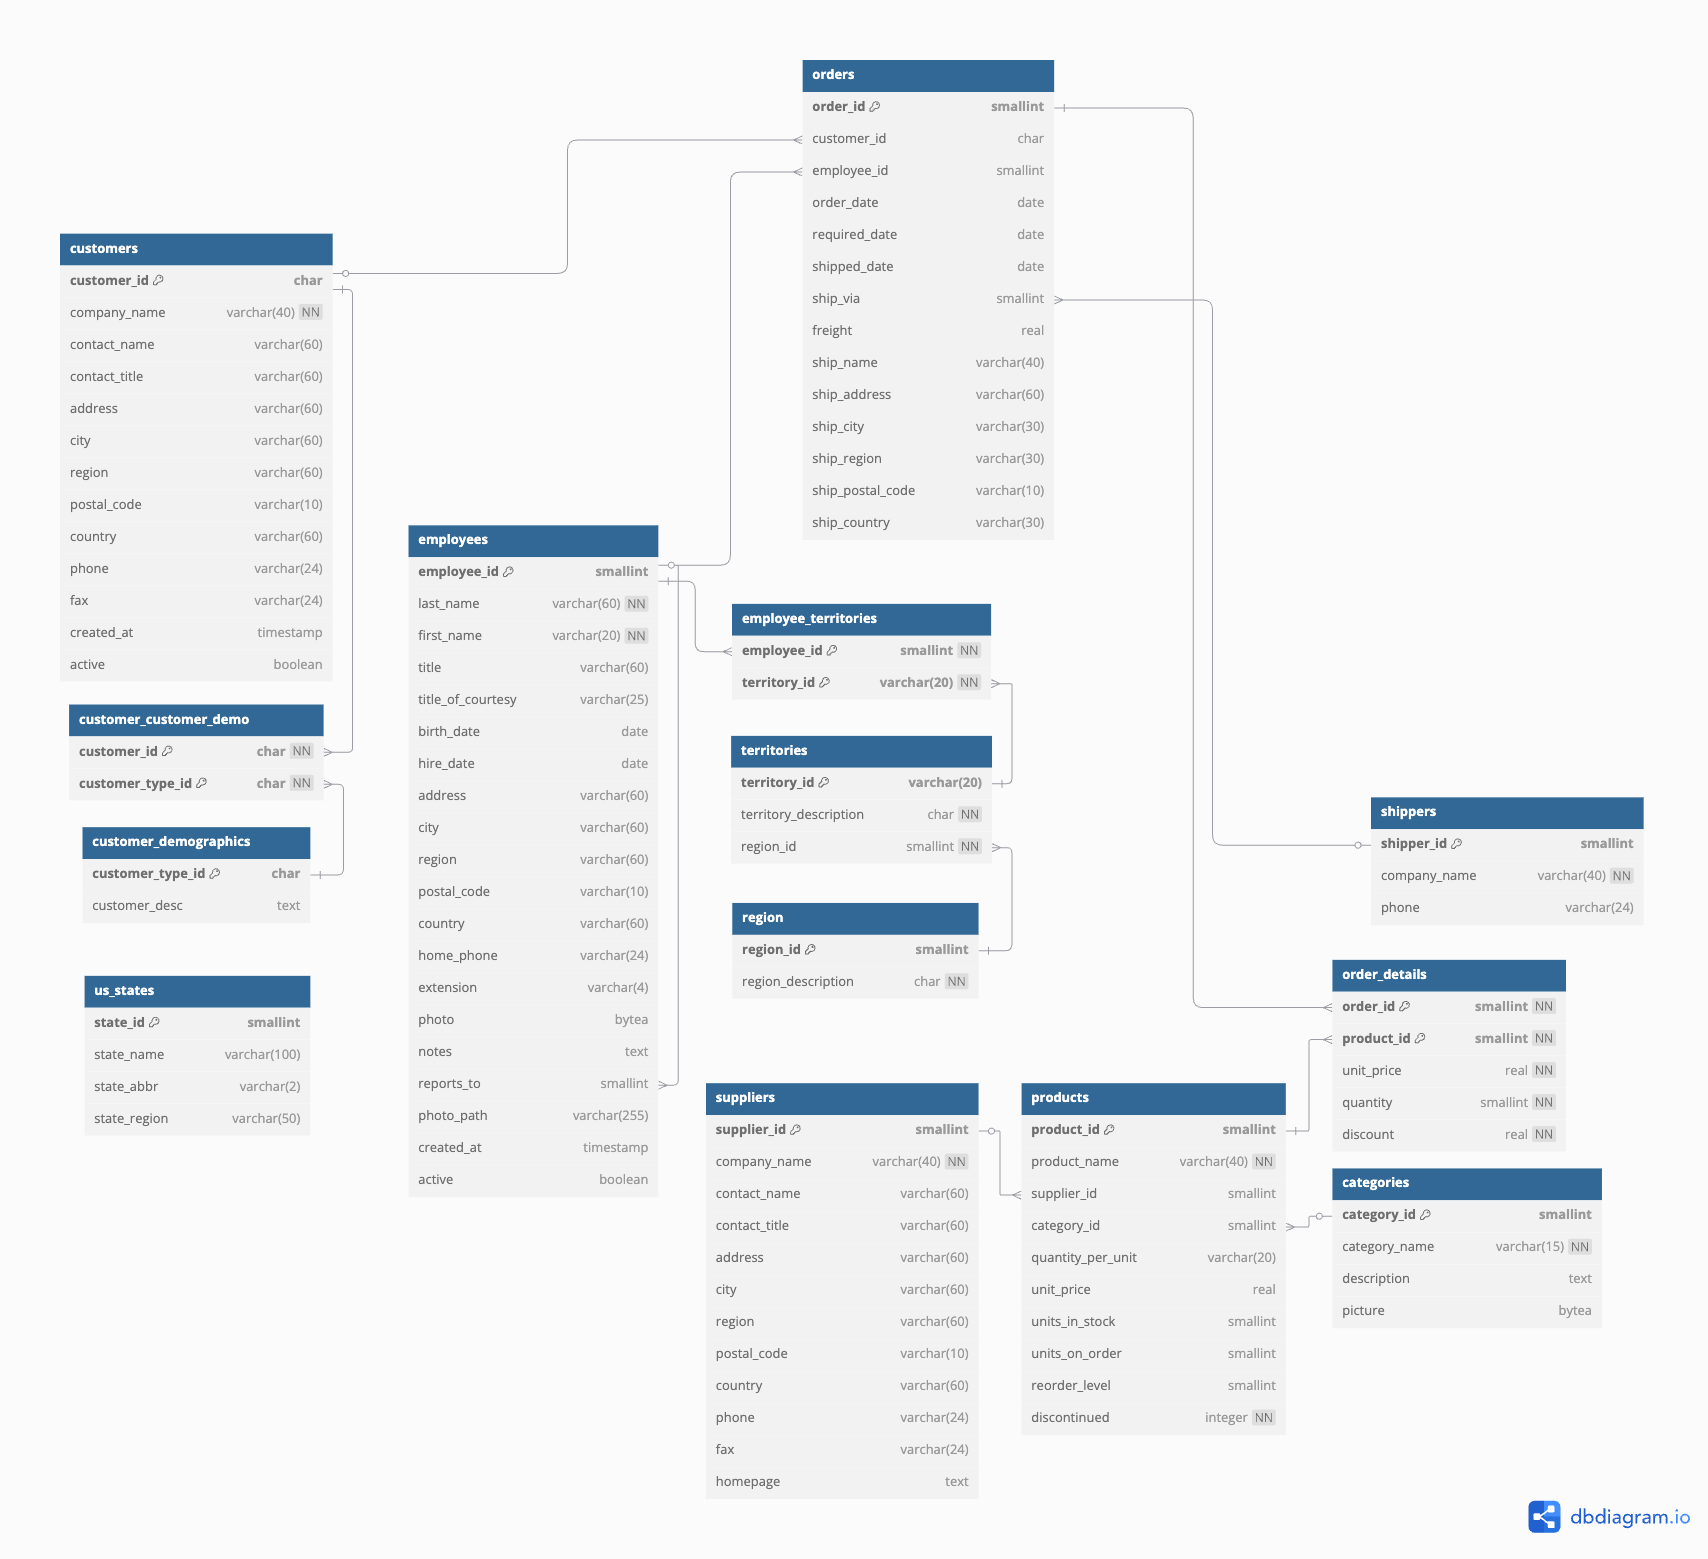 orders
order_id smallint
customer_id char
employee_id smallint
order_date date
required_date date
shipped_date date
ship_via smallint
freight real
ship_name varchar(40)
ship_address varchar(60)
ship_city varchar(30)
ship_region varchar(30)
ship_postal_code varchar(10)
ship_country varchar(30)
customers
customer_id char
company_name varchar(40) NN
contact_name varchar(60)
contact_title varchar(60)
address varchar(60)
city varchar(60)
region varchar(60)
postal_code varchar(10)
country varchar(60)
phone varchar(24)
fax varchar(24)
created_at timestamp
active boolean
customer_customer_demo
customer_id char NN
customer_type_id char NN
customer_demographics
customer_type_id char
customer_desc text
us_states
state_id smallint
state_name varchar(100)
state_abbr varchar(2)
state_region varchar(50)
employees
employee_id smallint
last_name varchar(60) NN
first_name varchar(20) NN
title varchar(60)
title_of_courtesy varchar(25)
birth_date date
hire_date date
address varchar(60)
city varchar(60)
region varchar(60)
postal_code varchar(10)
country varchar(60)
home_phone varchar(24)
extension varchar(4)
photo bytea
notes text
reports_to smallint
photo_path varchar(255)
created_at timestamp
active boolean
employee_territories
employee_id smallint NN
territory_id varchar(20) NN
territories
territory_id varchar(20)
territory_description char NN
region_id smallint NN
region
region_id smallint
region_description char NN
shippers
shipper_id smallint
company_name varchar(40) NN
phone varchar(24)
order_details
order_id smallint NN
product_id smallint NN
unit_price real NN
quantity smallint NN
discount real NN
suppliers
supplier_id smallint
company_name varchar(40) NN
contact_name varchar(60)
contact_title varchar(60)
address varchar(60)
city varchar(60)
region varchar(60)
postal_code varchar(10)
country varchar(60)
phone varchar(24)
fax varchar(24)
homepage text
products
product_id smallint
product_name varchar(40) NN
supplier_id smallint
category_id smallint
quantity_per_unit varchar(20)
unit_price real
units_in_stock smallint
units_on_order smallint
reorder_level smallint
discontinued integer NN
categories
category_id smallint
category_name varchar(15) NN
description text
picture bytea
dbdiagram.io